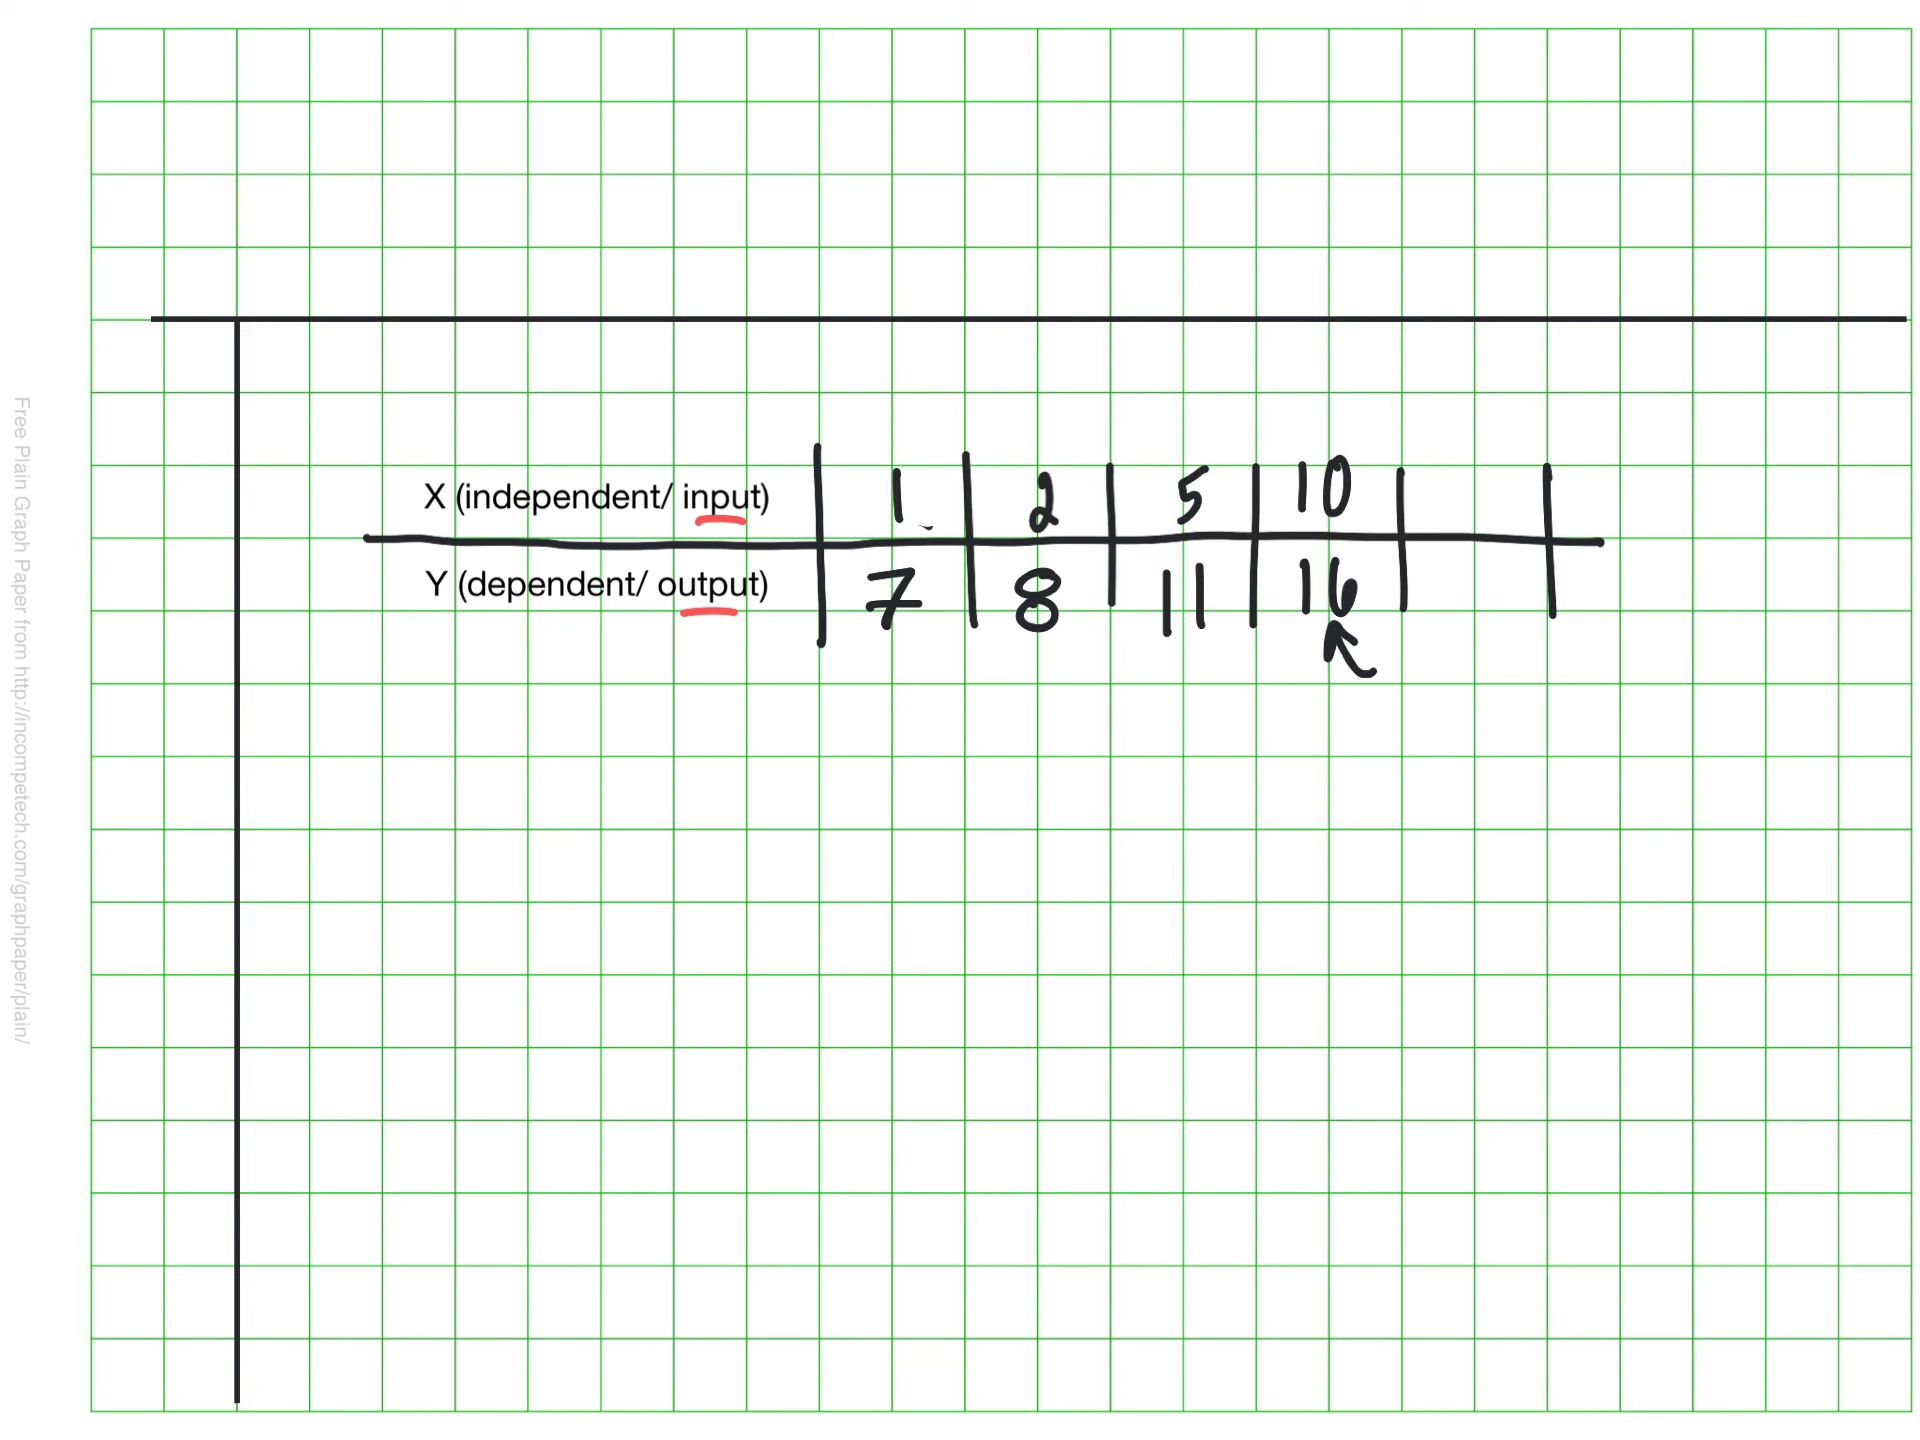 X (independent/ input) 1 2 5 10
Y (dependent/ output) 7 8 11 16
Free Plain Graph Paper from http://incompetech.com/graphpaper/plain/